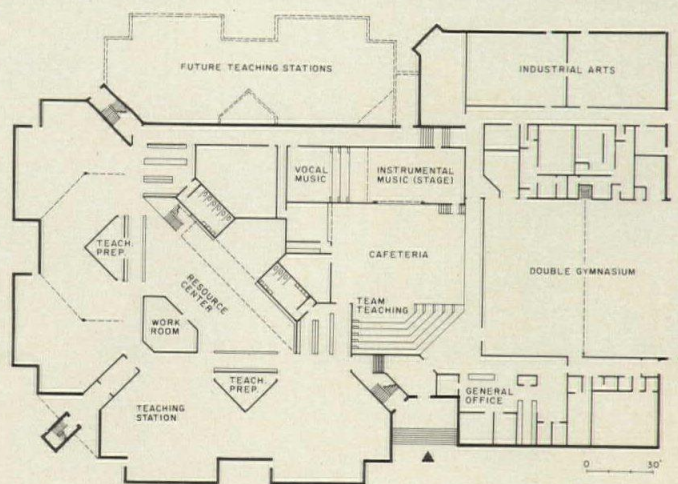 FUTURE TEACHING STATIONS
INDUSTRIAL ARTS
VOCAL
MUSIC
INSTRUMENTAL
MUSIC (STAGE)
TEACH.
PREP.
RESOURCE
CENTER
CAFETERIA
DOUBLE GYMNASIUM
WORK
ROOM
TEAM
TEACHING
TEACH.
PREP.
GENERAL
OFFICE
TEACHING
STATION
0 30'